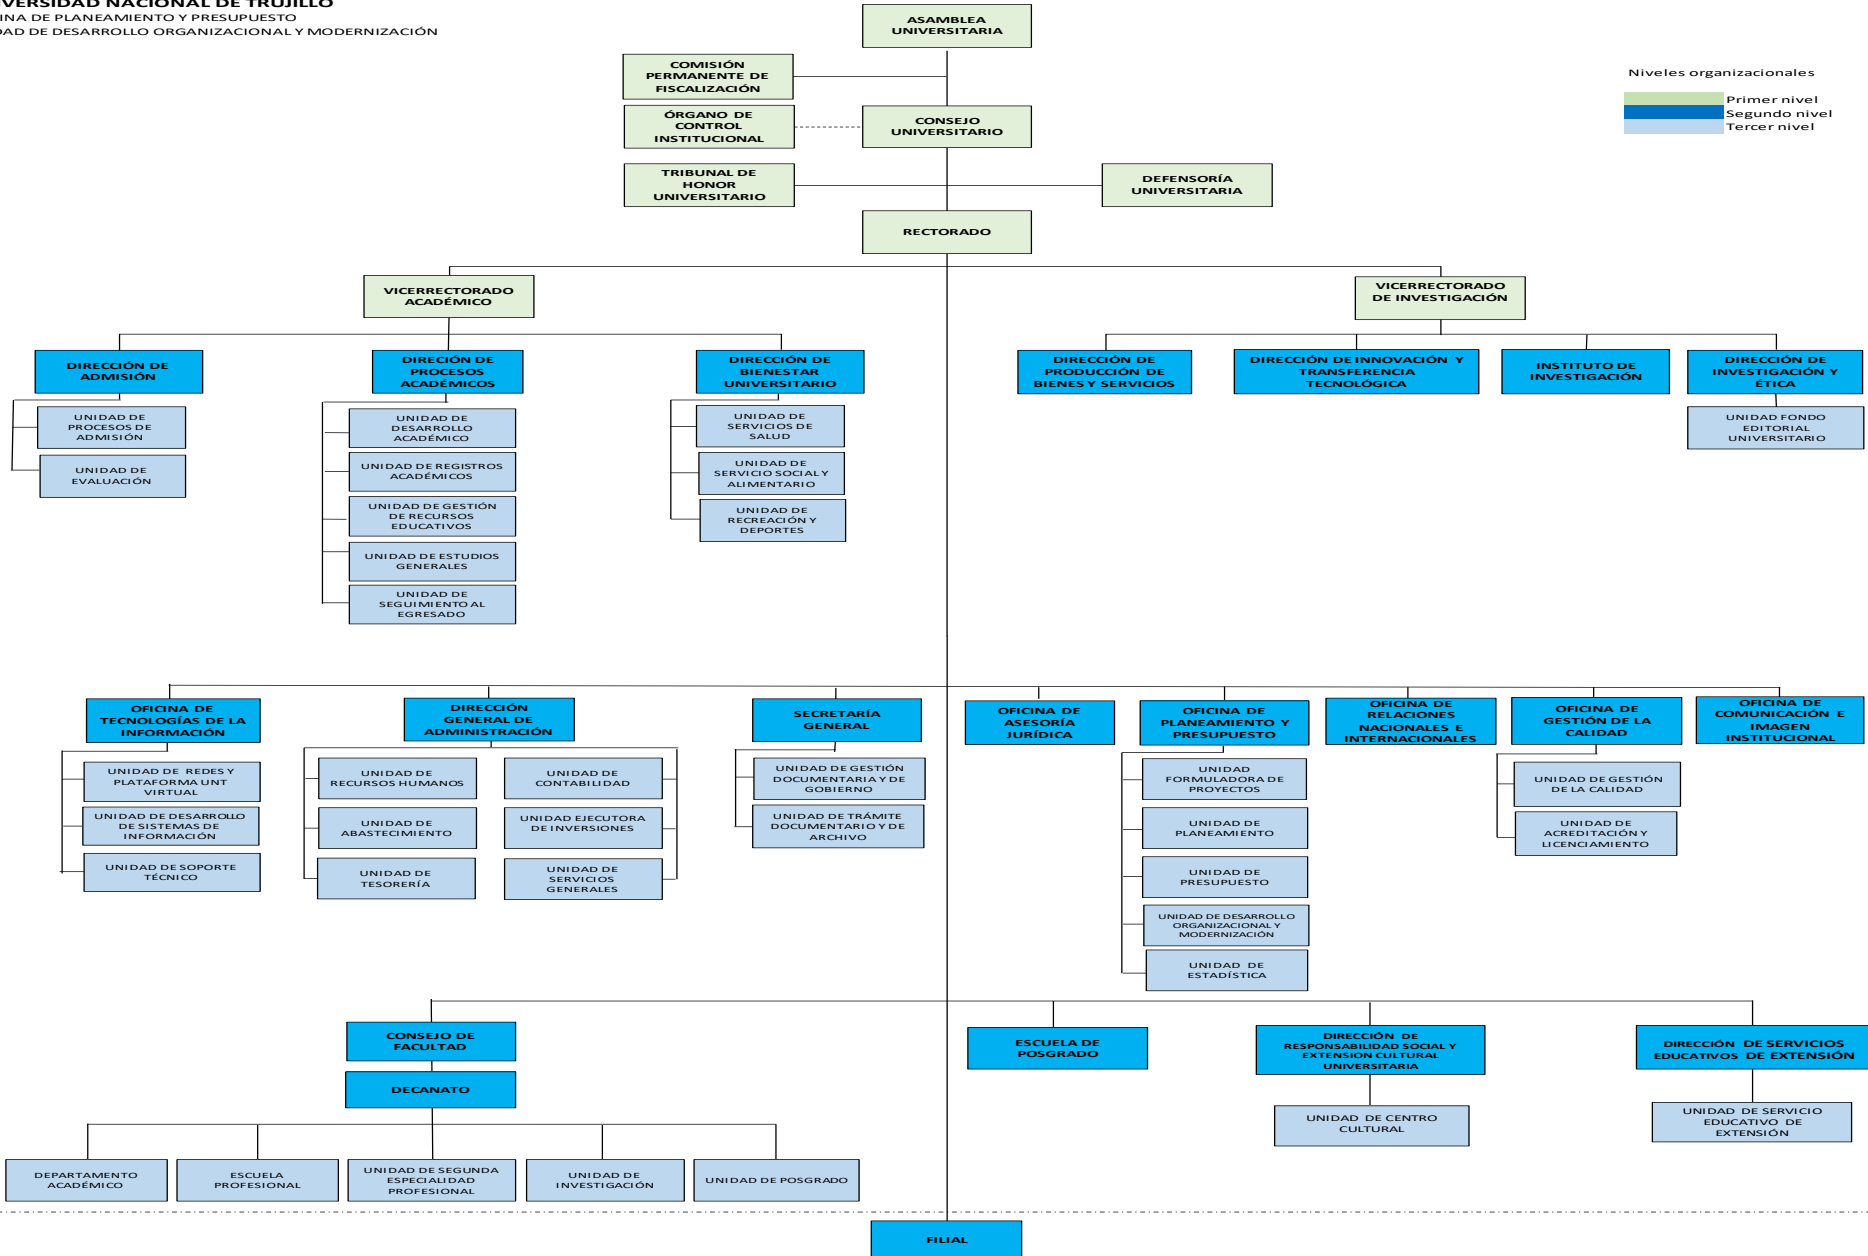 VERSIDAD NACIONAL DE TRUJILLO
INA DE PLANEAMIENTO Y PRESUPUESTO
DAD DE DESARROLLO ORGANIZACIONAL Y MODERNIZACIÓN
ASAMBLEA
UNIVERSITARIA
COMISIÓN
PERMANENTE DE
FISCALIZACIÓN
Niveles organizacionales
Primer nivel
Segundo nivel
Tercer nivel
ÓRGANO DE
CONTROL
INSTITUCIONAL
CONSEJO
UNIVERSITARIO
TRIBUNAL DE
HONOR
UNIVERSITARIO
DEFENSORÍA
UNIVERSITARIA
RECTORADO
VICERRECTORADO
ACADÉMICO
VICERRECTORADO
DE INVESTIGACIÓN
DIRECCIÓN DE
ADMISIÓN
DIRECIÓN DE
PROCESOS
ACADÉMICOS
DIRECCIÓN DE
BIENESTAR
UNIVERSITARIO
DIRECCIÓN DE
PRODUCCIÓN DE
BIENES Y SERVICIOS
DIRECCIÓN DE INNOVACIÓN Y
TRANSFERENCIA
TECNOLÓGICA
INSTITUTO DE
INVESTIGACIÓN
DIRECCIÓN DE
INVESTIGACIÓN Y
ÉTICA
UNIDAD DE
PROCESOS DE
ADMISIÓN
UNIDAD DE
EVALUACIÓN
UNIDAD DE
DESARROLLO
ACADÉMICO
UNIDAD DE REGISTROS
ACADÉMICOS
UNIDAD DE GESTIÓN
DE RECURSOS
EDUCATIVOS
UNIDAD DE ESTUDIOS
GENERALES
UNIDAD DE
SEGUIMIENTO AL
EGRESADO
UNIDAD DE
SERVICIOS DE
SALUD
UNIDAD DE
SERVICIO SOCIAL Y
ALIMENTARIO
UNIDAD DE
RECREACIÓN Y
DEPORTES
UNIDAD FONDO
EDITORIAL
UNIVERSITARIO
OFICINA DE
TECNOLOGÍAS DE LA
INFORMACIÓN
DIRECCIÓN
GENERAL DE
ADMINISTRACIÓN
SECRETARÍA
GENERAL
OFICINA DE
ASESORÍA
JURÍDICA
OFICINA DE
PLANEAMIENTO Y
PRESUPUESTO
OFICINA DE
RELACIONES
NACIONALES E
INTERNACIONALES
OFICINA DE
GESTIÓN DE LA
CALIDAD
OFICINA DE
COMUNICACIÓN E
IMAGEN
INSTITUCIONAL
UNIDAD DE REDES Y
PLATAFORMA UNT
VIRTUAL
UNIDAD DE DESARROLLO
DE SISTEMAS DE
INFORMACIÓN
UNIDAD DE SOPORTE
TÉCNICO
UNIDAD DE
RECURSOS HUMANOS
UNIDAD DE
ABASTECIMIENTO
UNIDAD DE
TESORERÍA
UNIDAD DE
CONTABILIDAD
UNIDAD EJECUTORA
DE INVERSIONES
UNIDAD DE
SERVICIOS
GENERALES
UNIDAD DE GESTIÓN
DOCUMENTARIA Y DE
GOBIERNO
UNIDAD DE TRÁMITE
DOCUMENTARIO Y DE
ARCHIVO
UNIDAD
FORMULADORA DE
PROYECTOS
UNIDAD DE
PLANEAMIENTO
UNIDAD DE
PRESUPUESTO
UNIDAD DE DESARROLLO
ORGANIZACIONAL Y
MODERNIZACIÓN
UNIDAD DE
ESTADÍSTICA
UNIDAD DE GESTIÓN
DE LA CALIDAD
UNIDAD DE
ACREDITACIÓN Y
LICENCIAMIENTO
CONSEJO DE
FACULTAD
DECANATO
ESCUELA DE
POSGRADO
DIRECCIÓN DE
RESPONSABILIDAD SOCIAL Y
EXTENSION CULTURAL
UNIVERSITARIA
DIRECCIÓN DE SERVICIOS
EDUCATIVOS DE EXTENSIÓN
UNIDAD DE CENTRO
CULTURAL
UNIDAD DE SERVICIO
EDUCATIVO DE
EXTENSIÓN
DEPARTAMENTO
ACADÉMICO
ESCUELA
PROFESIONAL
UNIDAD DE SEGUNDA
ESPECIALIDAD
PROFESIONAL
UNIDAD DE
INVESTIGACIÓN
UNIDAD DE POSGRADO
FILIAL